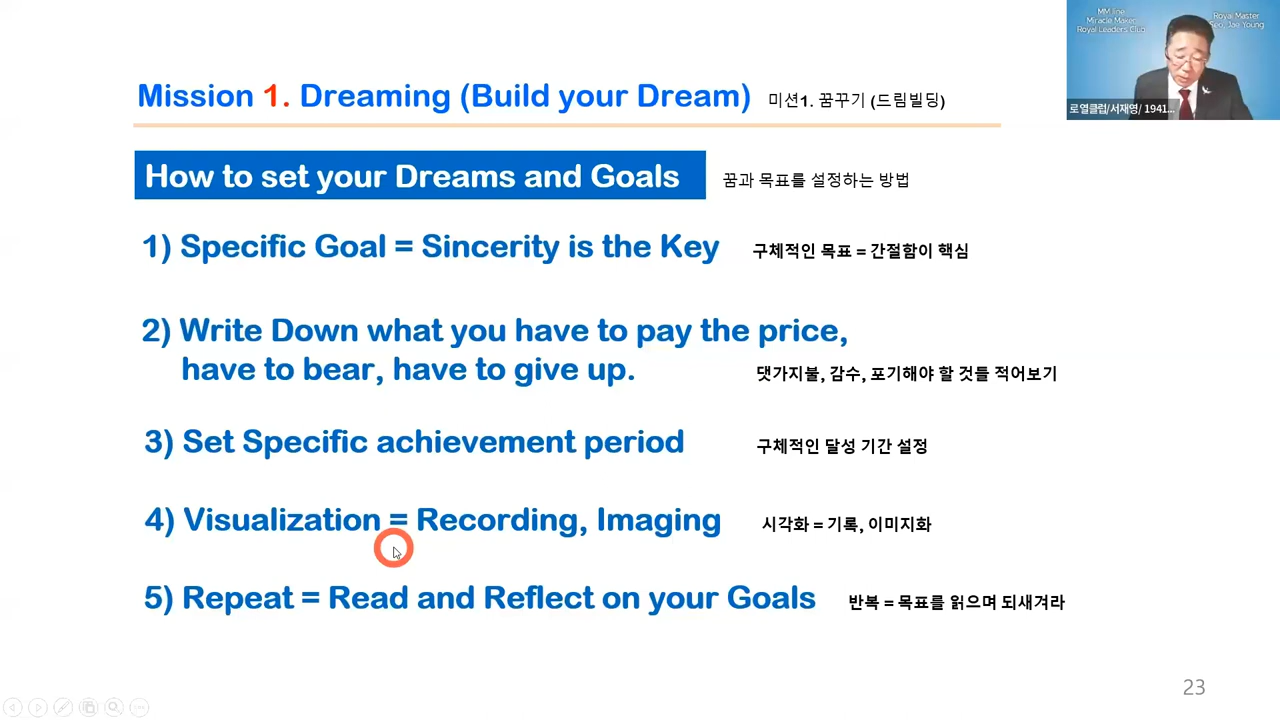 MM line
Miracle Maker
Royal Leaders Club
Royal Master
Seo, Jae Young
로열클럽/서재영/ 1941...
Mission 1. Dreaming (Build your Dream) 미션1. 꿈꾸기 (드림빌딩)
How to set your Dreams and Goals 꿈과 목표를 설정하는 방법
1) Specific Goal = Sincerity is the Key 구체적인 목표 = 간절함이 핵심
2) Write Down what you have to pay the price,
have to bear, have to give up. 댓가지불, 감수, 포기해야 할 것들 적어보기
3) Set Specific achievement period 구체적인 달성 기간 설정
4) Visualization = Recording, Imaging 시각화 = 기록, 이미지화
5) Repeat = Read and Reflect on your Goals 반복 = 목표를 읽으며 되새겨라
23